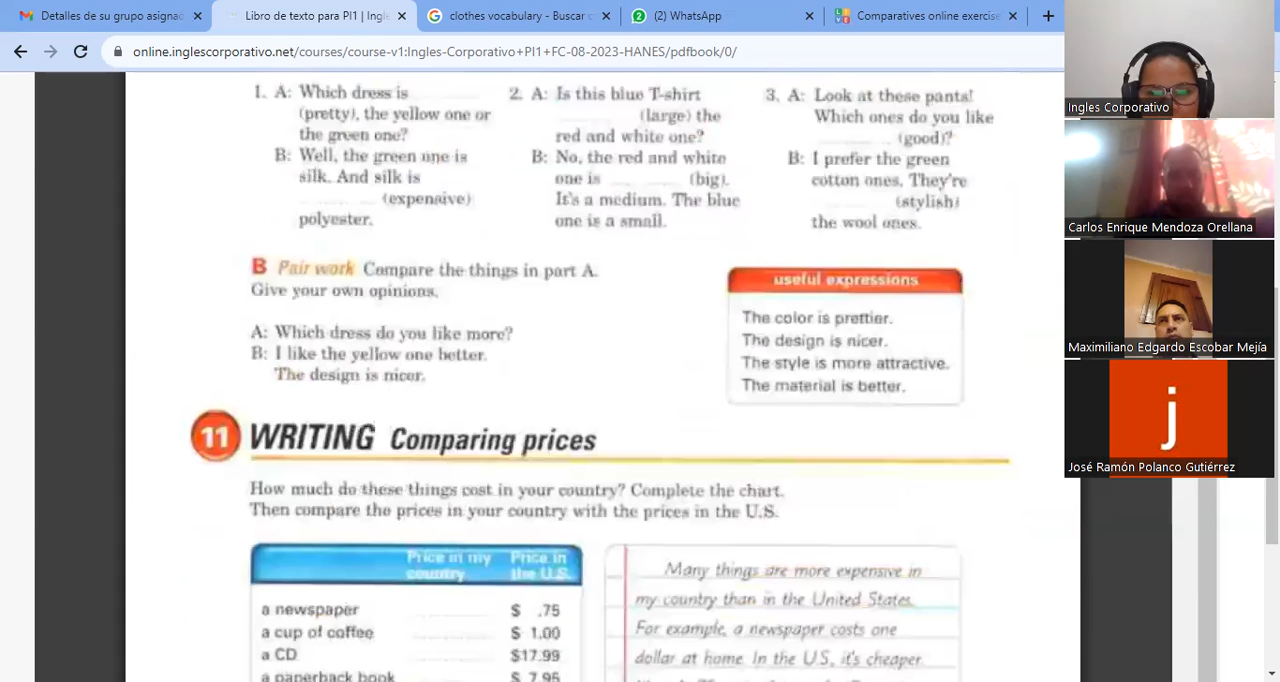 Detalles de su grupo asignac
Libro de texto para PI1 | Ingle
clothes vocabulary - Buscar c
(2) WhatsApp
Comparatives online exercise
online.inglescorporativo.net/courses/course-v1:Ingles-Corporativo+PI1+FC-08-2023-HANES/pdfbook/0/
1. A: Which dress is
(pretty), the yellow one or
the green one?
B: Well, the green one is
silk. And silk is
(expensive)
polyester.
2. A: Is this blue T-shirt
(large) the
red and white one?
B: No, the red and white
one is (big).
It's a medium. The blue
one is a small.
3. A: Look at these pants!
Which ones do you like
(good)?
B: I prefer the green
cotton ones. They're
(stylish)
the wool ones.
B Pair work Compare the things in part A.
Give your own opinions.
A: Which dress do you like more?
B: I like the yellow one better.
The design is nicer.
useful expressions
The color is prettier.
The design is nicer.
The style is more attractive.
The material is better.
11 WRITING Comparing prices
How much do these things cost in your country? Complete the chart.
Then compare the prices in your country with the prices in the U.S.
Price in my country
Price in the U.S.
a newspaper $ .75
a cup of coffee $ 1.00
a CD $17.99
a paperback book $ 7.95
Many things are more expensive in
my country than in the United States.
For example, a newspaper costs one
dollar at home. In the US, it's cheaper.
Ingles Corporativo
Carlos Enrique Mendoza Orellana
Maximiliano Edgardo Escobar Mejía
j
José Ramón Polanco Gutiérrez